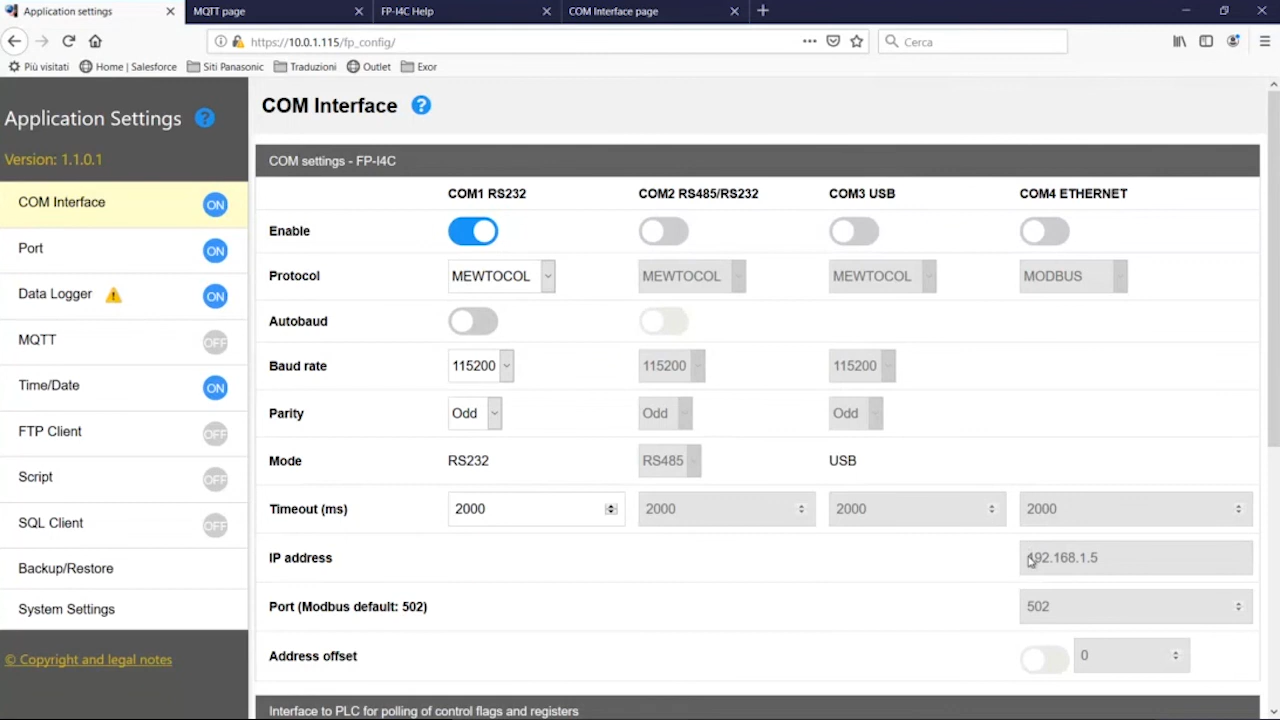 Application settings
MQTT page
FP-I4C Help
COM Interface page
https://10.0.1.115/fp_config/
Cerca
Più visitati
Home | Salesforce
Siti Panasonic
Traduzioni
Outlet
Exor
Application Settings ?
Version: 1.1.0.1
COM Interface ON
Port ON
Data Logger ON
MQTT OFF
Time/Date ON
FTP Client OFF
Script OFF
SQL Client OFF
Backup/Restore
System Settings
© Copyright and legal notes
COM Interface ?
COM settings - FP-I4C
COM1 RS232 COM2 RS485/RS232 COM3 USB COM4 ETHERNET
Enable
Protocol MEWTOCOL MEWTOCOL MEWTOCOL MODBUS
Autobaud
Baud rate 115200 115200 115200
Parity Odd Odd Odd
Mode RS232 RS485 USB
Timeout (ms) 2000 2000 2000 2000
IP address 192.168.1.5
Port (Modbus default: 502) 502
Address offset 0
Interface to PLC for polling of control flags and registers